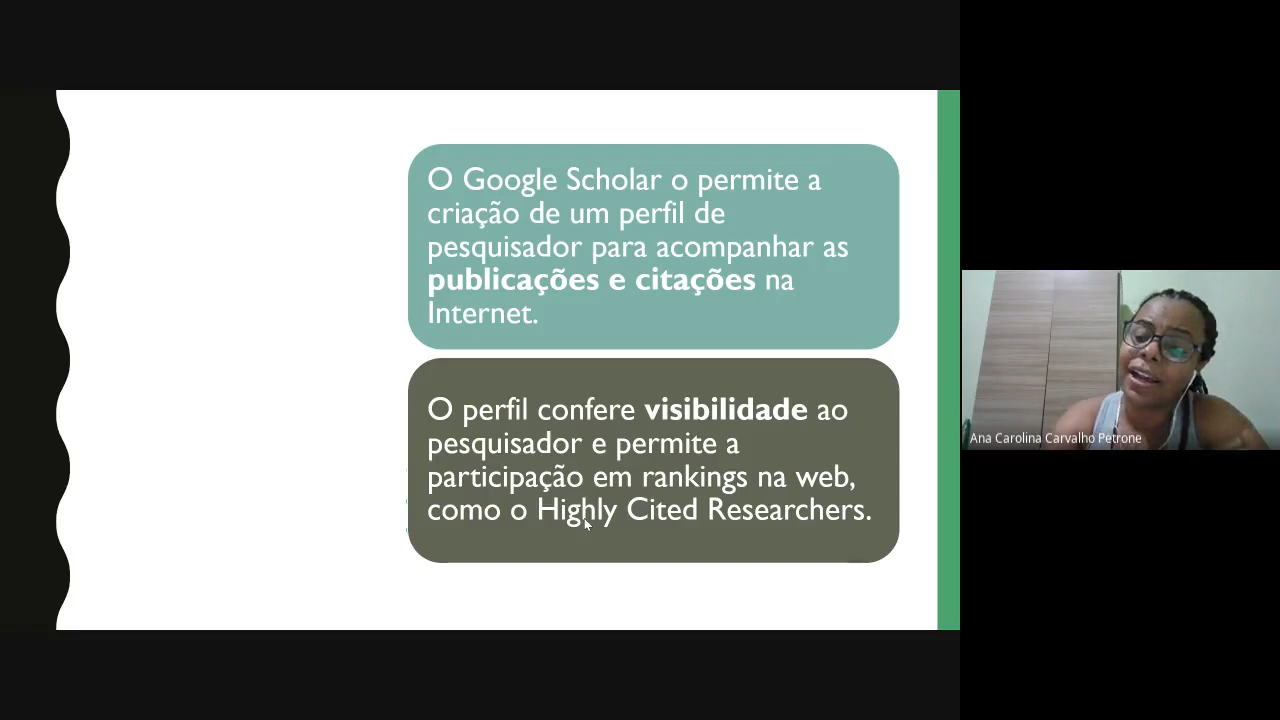 O Google Scholar o permite a
criação de um perfil de
pesquisador para acompanhar as
publicações e citações na
Internet.
O perfil confere visibilidade ao
pesquisador e permite a
participação em rankings na web,
como o Highly Cited Researchers.
Ana Carolina Carvalho Petrone